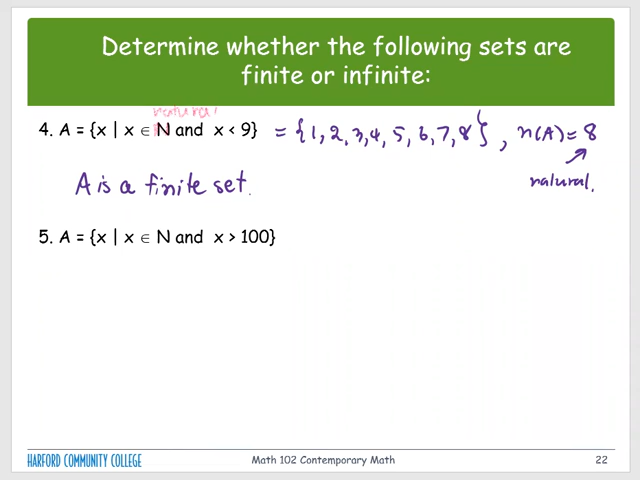 Determine whether the following sets are
finite or infinite:
natural
4. A = {x | x ∈ N and x < 9} = {1, 2, 3, 4, 5, 6, 7, 8}, n(A) = 8
A is a finite set.
natural.
5. A = {x | x ∈ N and x > 100}
HARFORD COMMUNITY COLLEGE
Math 102 Contemporary Math
22